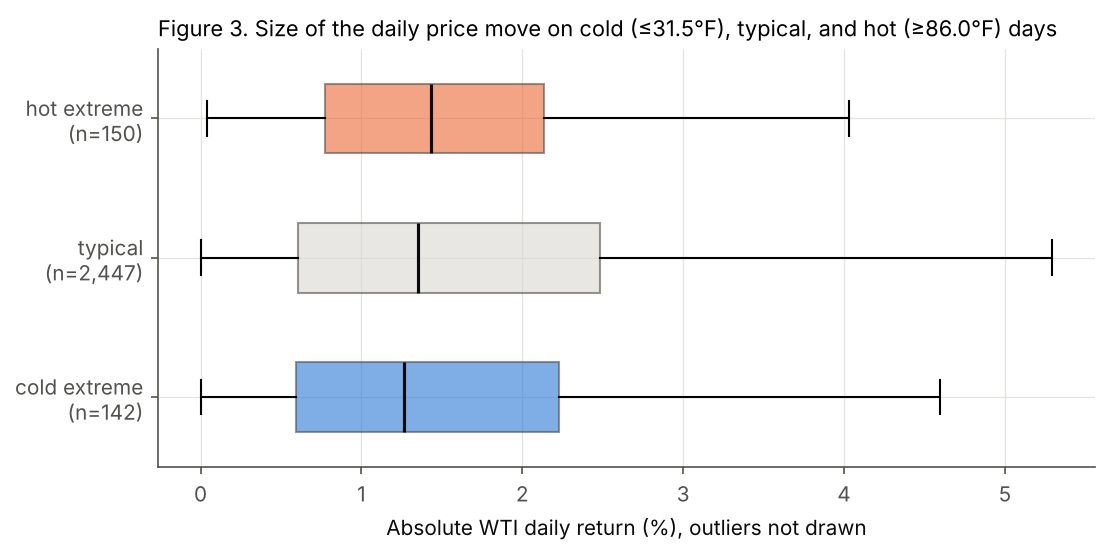 Figure 3. Size of the daily price move on cold (≤31.5°F), typical, and hot (≥86.0°F) days
hot extreme
(n=150)
typical
(n=2,447)
cold extreme
(n=142)
0 1 2 3 4 5
Absolute WTI daily return (%), outliers not drawn